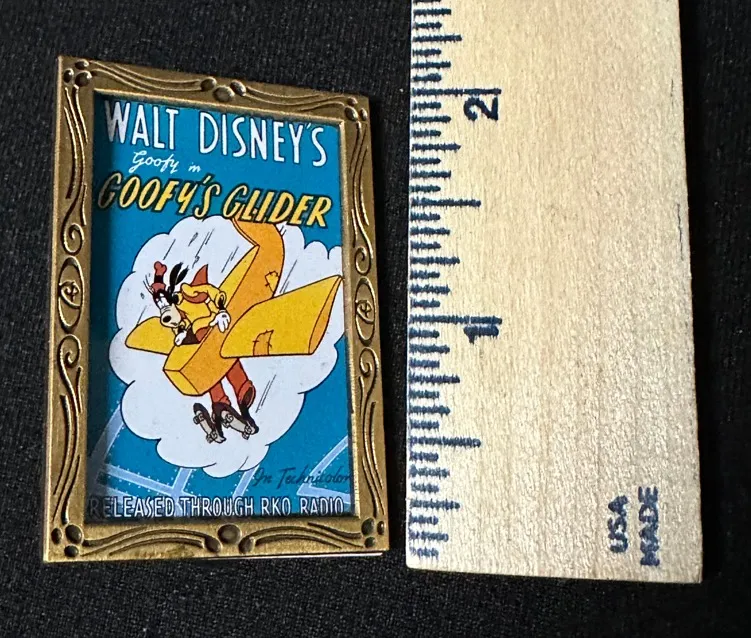 WALT DISNEY'S
Goofy in
GOOFY'S GLIDER
In Technicolor
RELEASED THROUGH RKO RADIO
2
1
USA
MADE